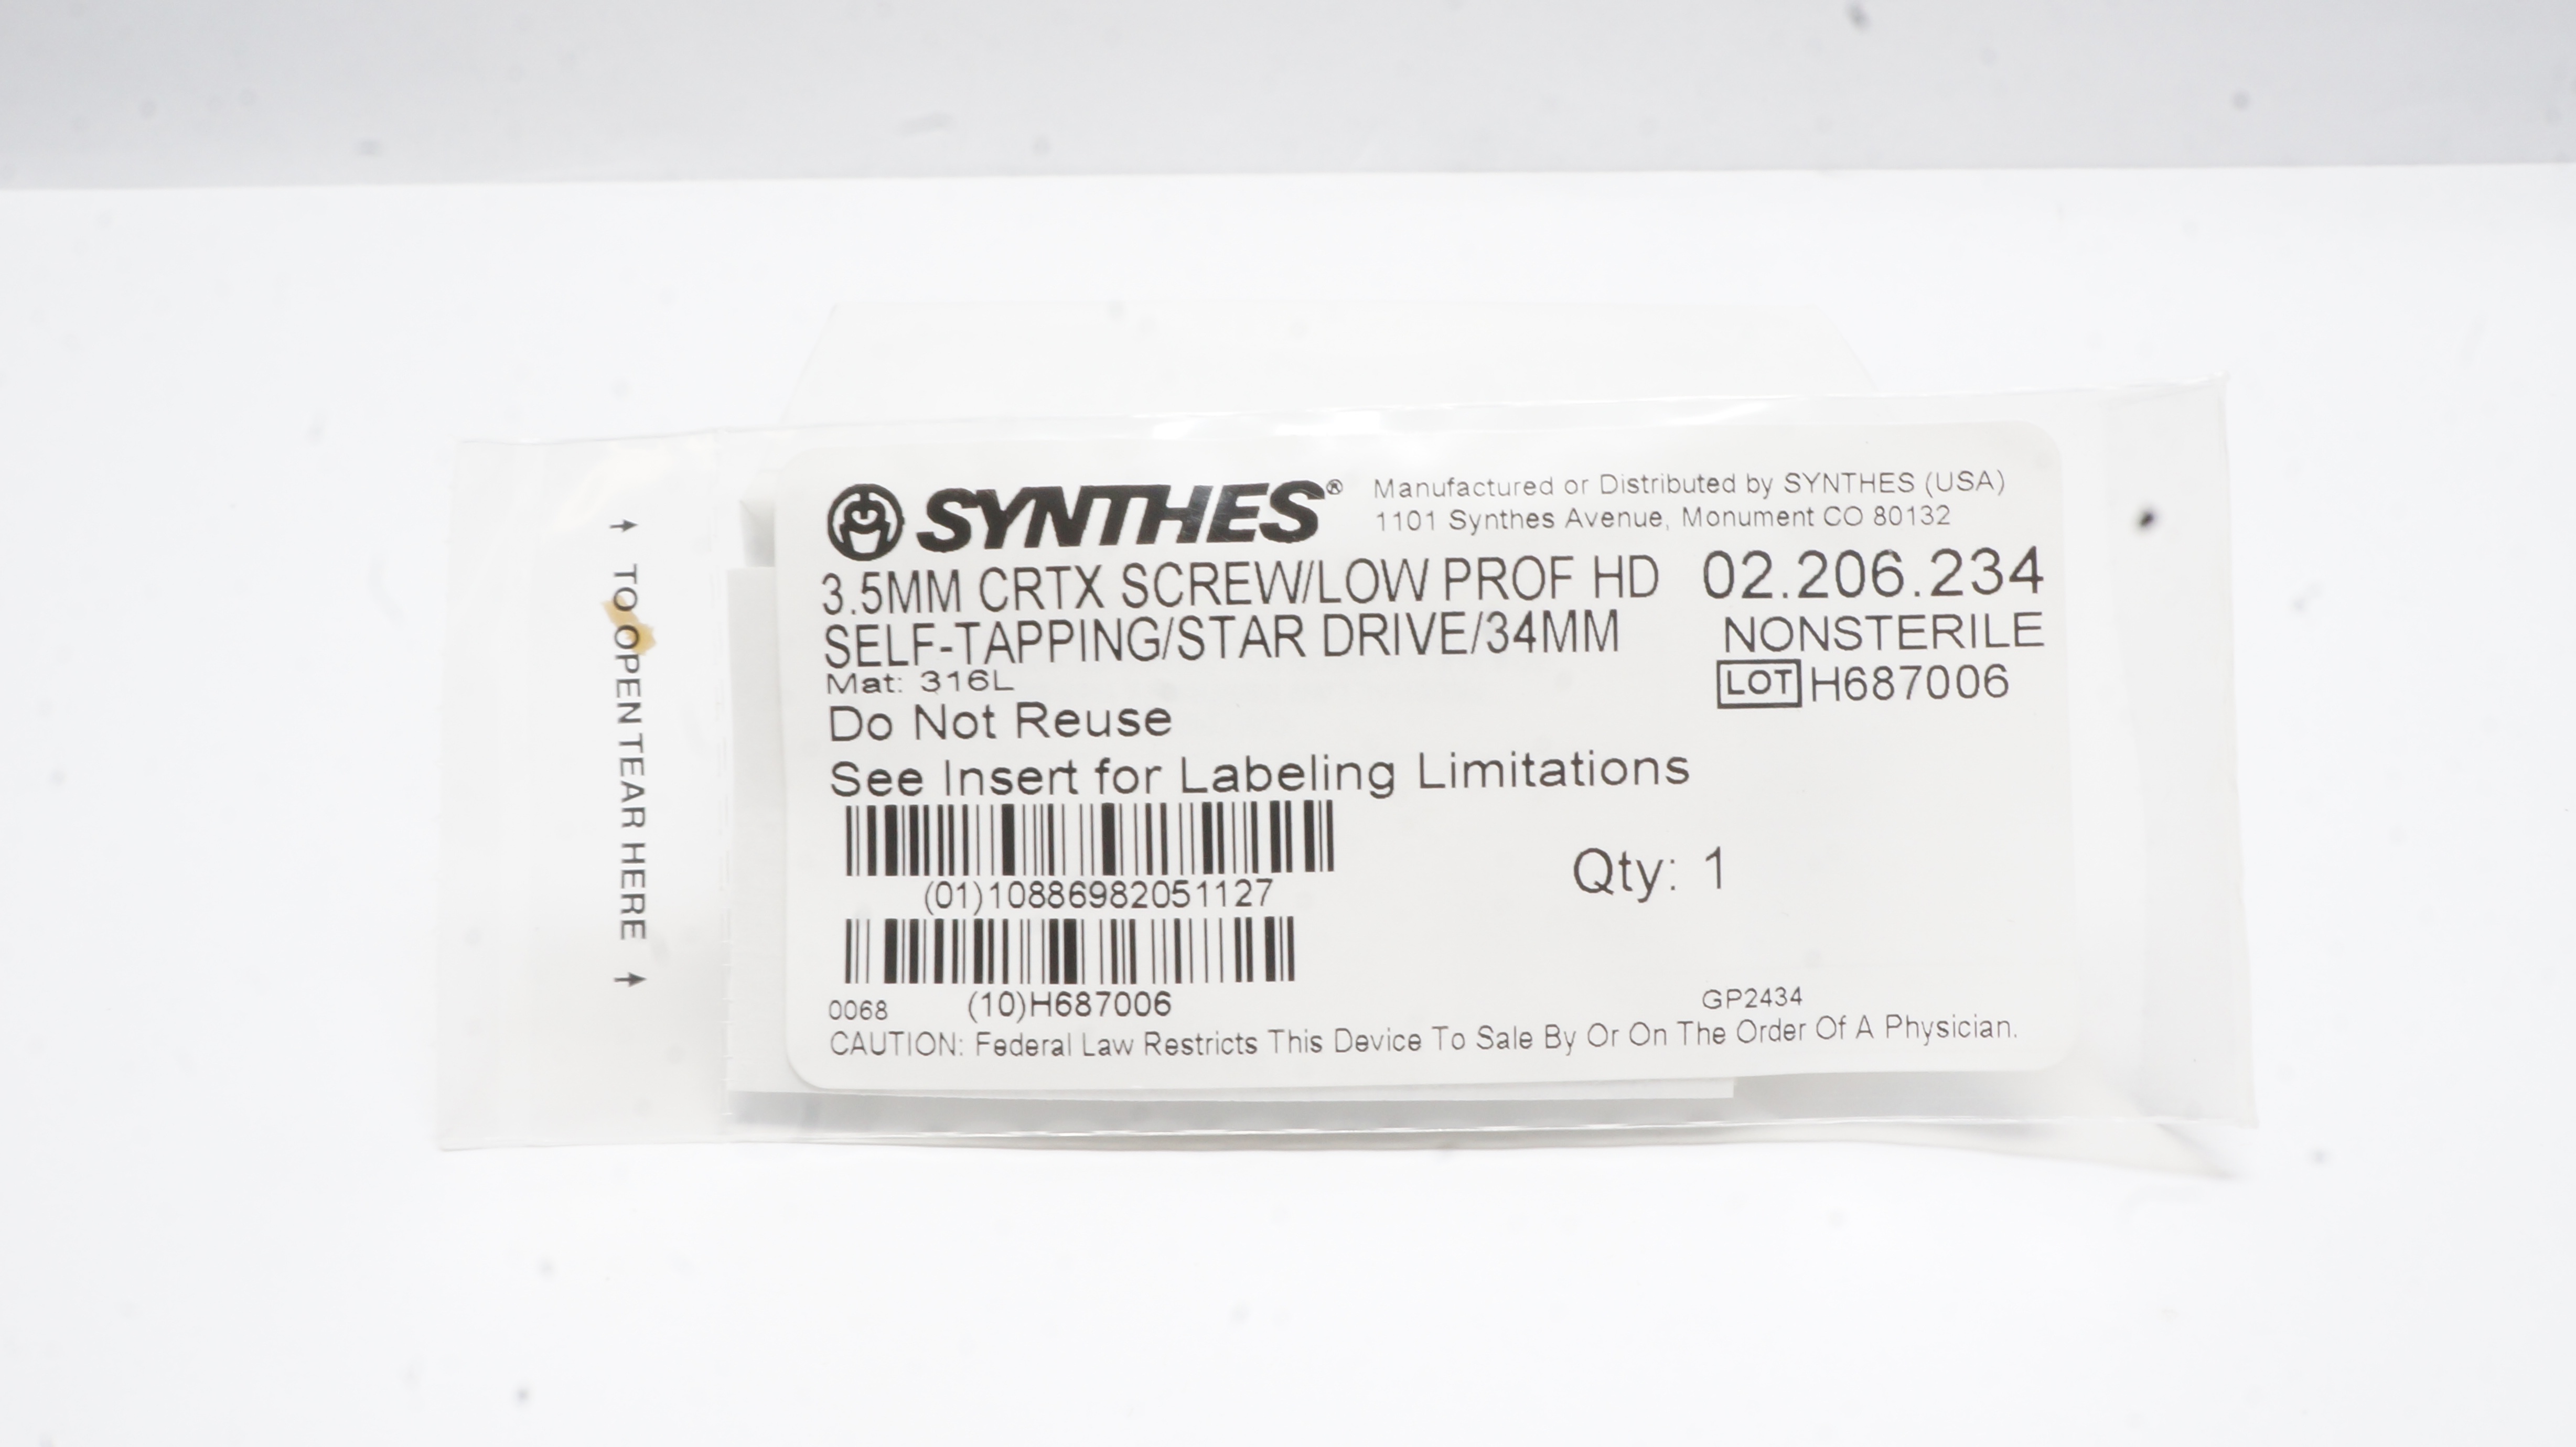 TO OPEN TEAR HERE
SYNTHES®
Manufactured or Distributed by SYNTHES (USA)
1101 Synthes Avenue, Monument CO 80132
3.5MM CRTX SCREW/LOW PROF HD
02.206.234
SELF-TAPPING/STAR DRIVE/34MM
NONSTERILE
Mat: 316L
LOT H687006
Do Not Reuse
See Insert for Labeling Limitations
(01)10886982051127
Qty: 1
0068
(10)H687006
GP2434
CAUTION: Federal Law Restricts This Device To Sale By Or On The Order Of A Physician.